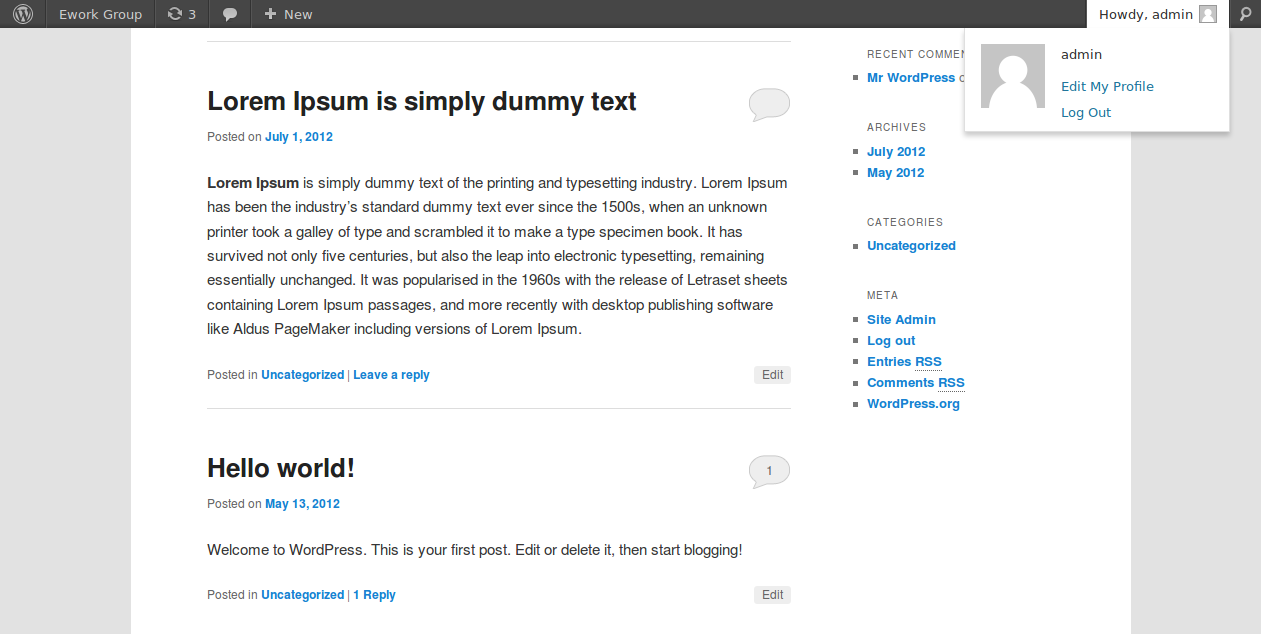 Ework Group 3 New Howdy, admin
admin
Edit My Profile
Log Out
Lorem Ipsum is simply dummy text
Posted on July 1, 2012
Lorem Ipsum is simply dummy text of the printing and typesetting industry. Lorem Ipsum
has been the industry’s standard dummy text ever since the 1500s, when an unknown
printer took a galley of type and scrambled it to make a type specimen book. It has
survived not only five centuries, but also the leap into electronic typesetting, remaining
essentially unchanged. It was popularised in the 1960s with the release of Letraset sheets
containing Lorem Ipsum passages, and more recently with desktop publishing software
like Aldus PageMaker including versions of Lorem Ipsum.
Posted in Uncategorized | Leave a reply Edit
Hello world! 1
Posted on May 13, 2012
Welcome to WordPress. This is your first post. Edit or delete it, then start blogging!
Posted in Uncategorized | 1 Reply Edit
RECENT
Mr WordPress
ARCHIVES
July 2012
May 2012
CATEGORIES
Uncategorized
META
Site Admin
Log out
Entries RSS
Comments RSS
WordPress.org